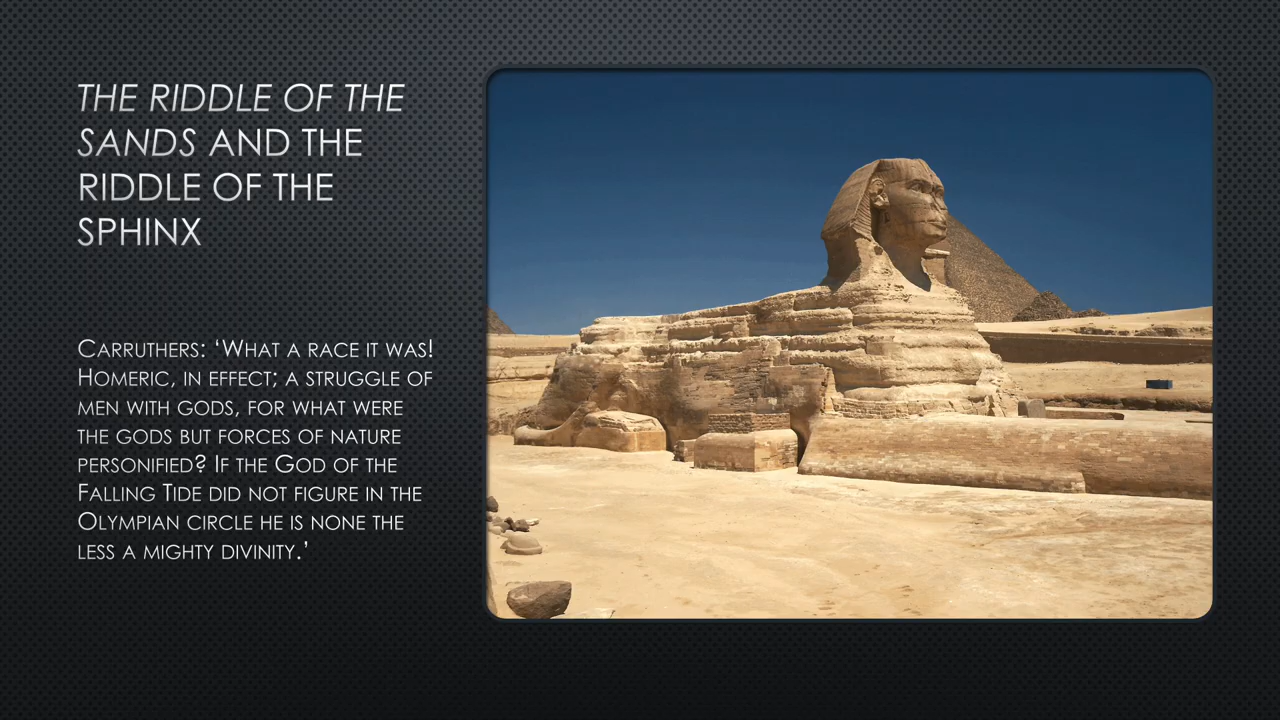 THE RIDDLE OF THE
SANDS AND THE
RIDDLE OF THE
SPHINX
CARRUTHERS: ‘WHAT A RACE IT WAS!
HOMERIC, IN EFFECT; A STRUGGLE OF
MEN WITH GODS, FOR WHAT WERE
THE GODS BUT FORCES OF NATURE
PERSONIFIED? IF THE GOD OF THE
FALLING TIDE DID NOT FIGURE IN THE
OLYMPIAN CIRCLE HE IS NONE THE
LESS A MIGHTY DIVINITY.’